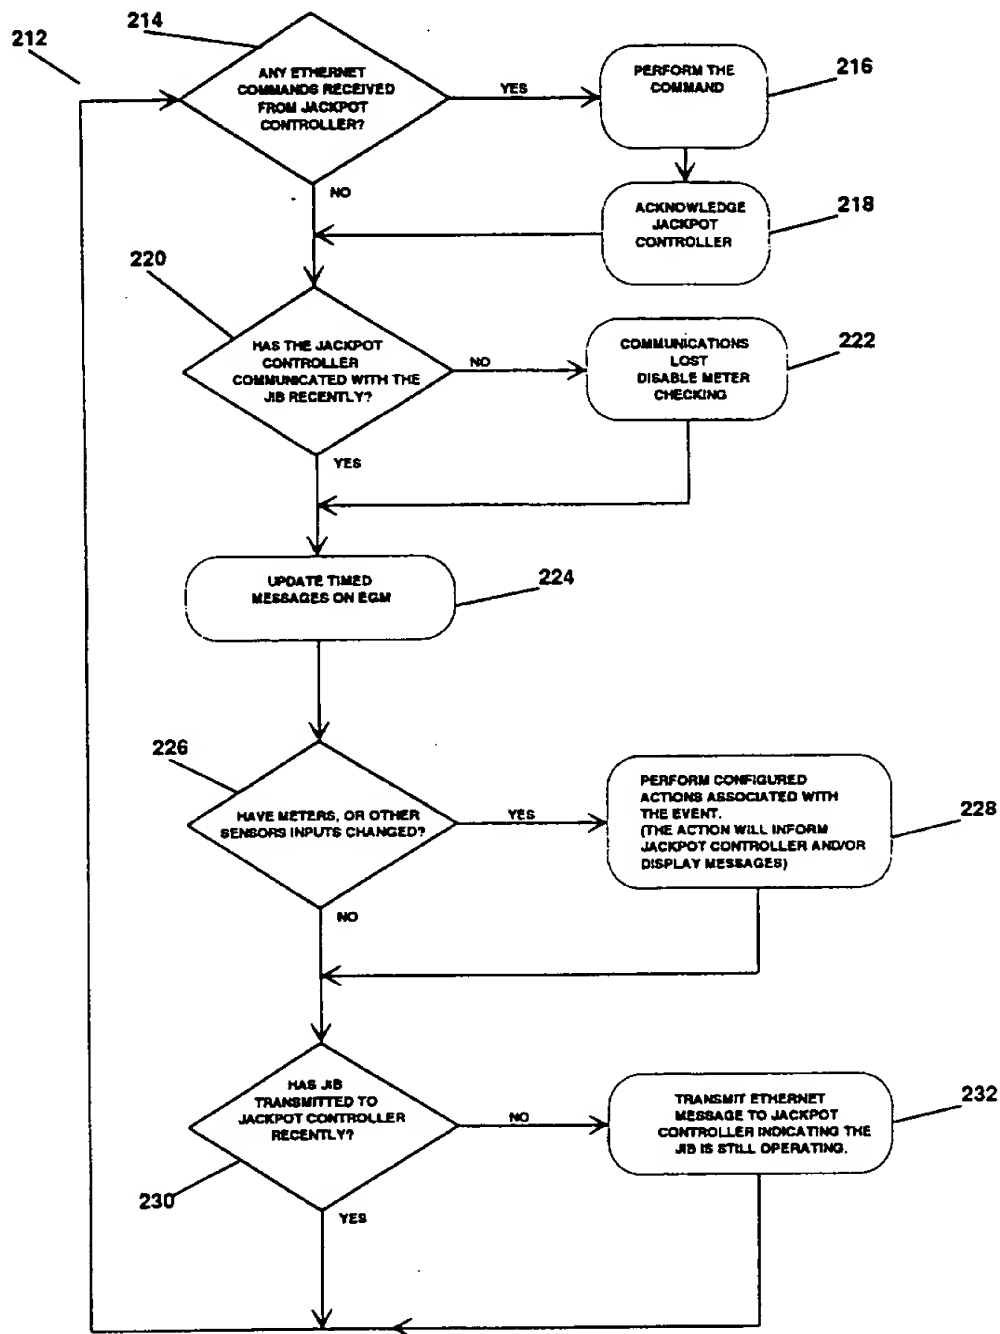 212
214
ANY ETHERNET
COMMANDS RECEIVED
FROM JACKPOT
CONTROLLER?
YES
PERFORM THE
COMMAND
216
NO
ACKNOWLEDGE
JACKPOT
CONTROLLER
218
220
HAS THE JACKPOT
CONTROLLER
COMMUNICATED WITH THE
JIB RECENTLY?
NO
COMMUNICATIONS
LOST
DISABLE METER
CHECKING
222
YES
UPDATE TIMED
MESSAGES ON EGM
224
226
HAVE METERS, OR OTHER
SENSORS INPUTS CHANGED?
YES
PERFORM CONFIGURED
ACTIONS ASSOCIATED WITH
THE EVENT.
(THE ACTION WILL INFORM
JACKPOT CONTROLLER AND/OR
DISPLAY MESSAGES)
228
NO
HAS JIB
TRANSMITTED TO
JACKPOT CONTROLLER
RECENTLY?
230
NO
TRANSMIT ETHERNET
MESSAGE TO JACKPOT
CONTROLLER INDICATING THE
JIB IS STILL OPERATING.
232
YES